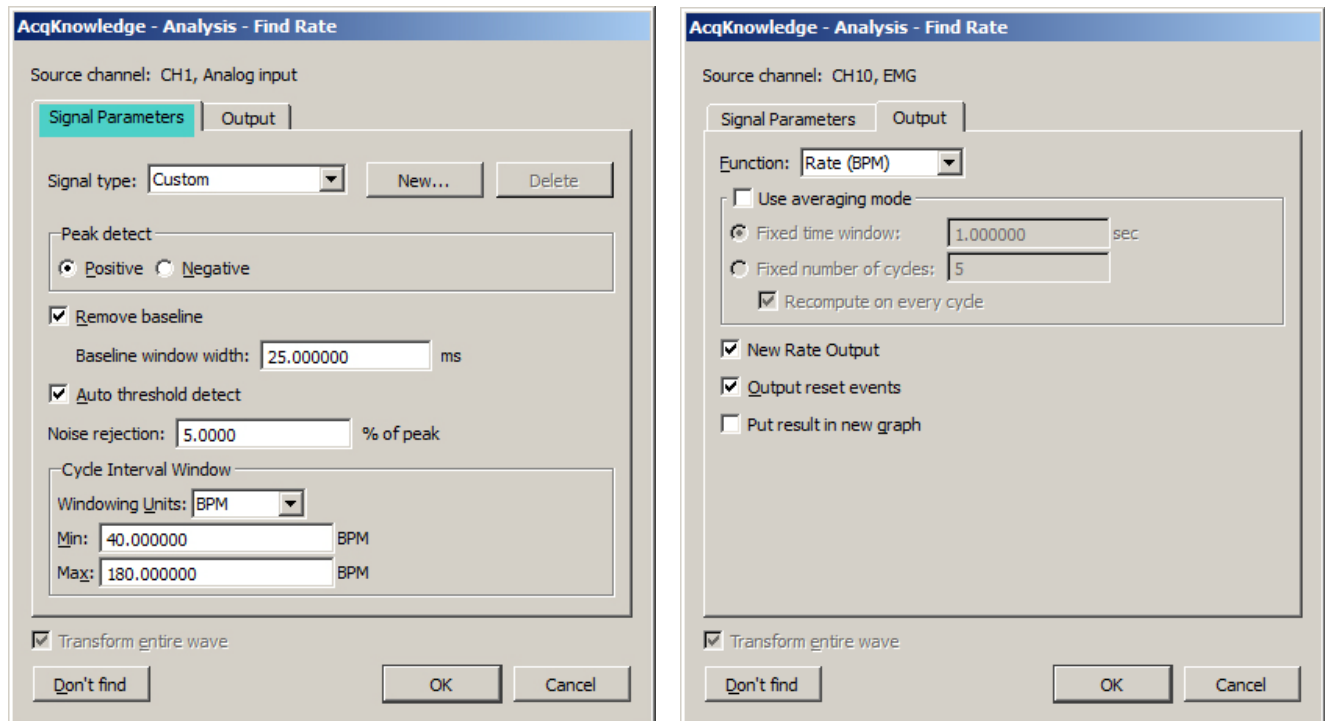 AcqKnowledge - Analysis - Find Rate
Source channel: CH1, Analog input
Signal Parameters
Output
Signal type: Custom
New...
Delete
Peak detect
Positive
Negative
Remove baseline
Baseline window width: 25.000000 ms
Auto threshold detect
Noise rejection: 5.0000 % of peak
Cycle Interval Window
Windowing Units: BPM
Min: 40.000000 BPM
Max: 180.000000 BPM
Transform entire wave
Don't find
OK
Cancel
AcqKnowledge - Analysis - Find Rate
Source channel: CH10, EMG
Signal Parameters
Output
Function: Rate (BPM)
Use averaging mode
Fixed time window: 1.000000 sec
Fixed number of cycles: 5
Recompute on every cycle
New Rate Output
Output reset events
Put result in new graph
Transform entire wave
Don't find
OK
Cancel